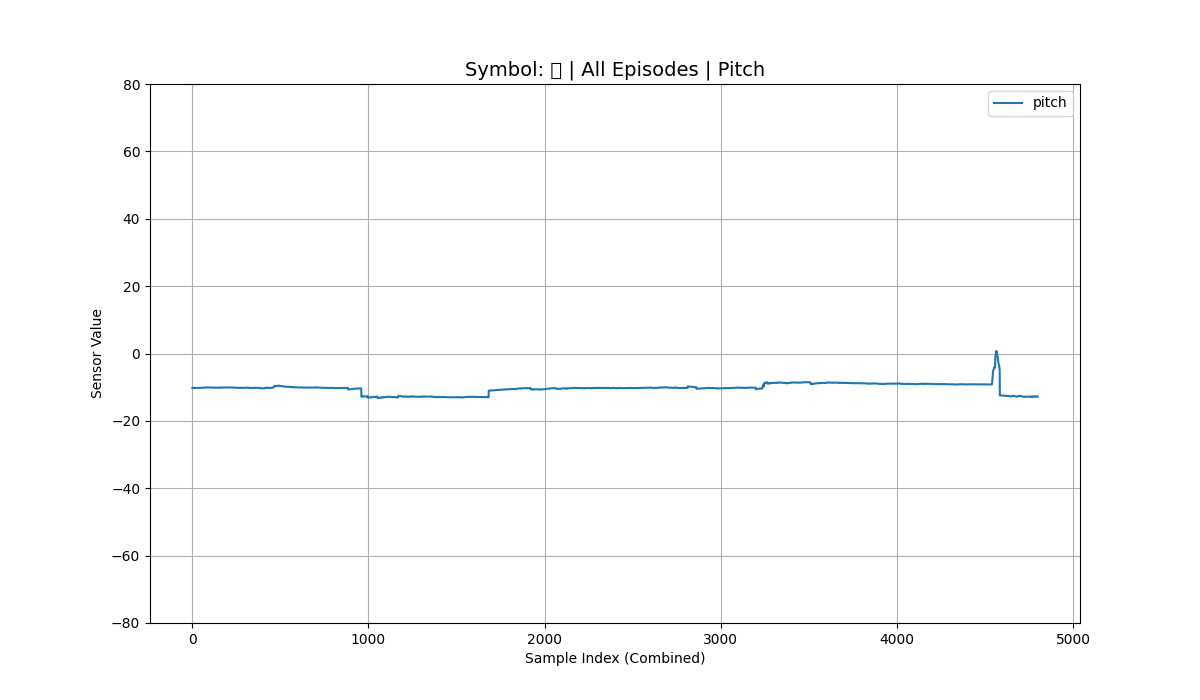 Symbol: | All Episodes | Pitch
pitch
80
60
40
20
0
−20
−40
−60
−80
Sensor Value
0 1000 2000 3000 4000 5000
Sample Index (Combined)